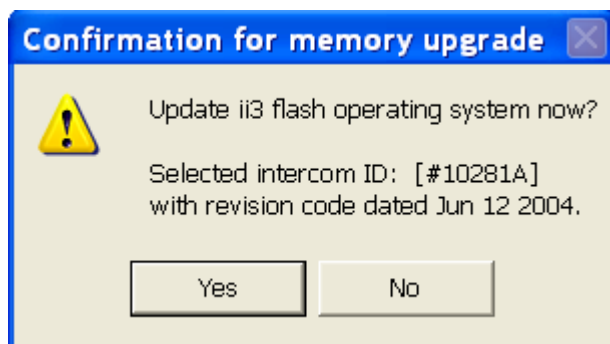 Confirmation for memory upgrade
Update ii3 flash operating system now?
Selected intercom ID: [#10281A]
with revision code dated Jun 12 2004.
Yes
No